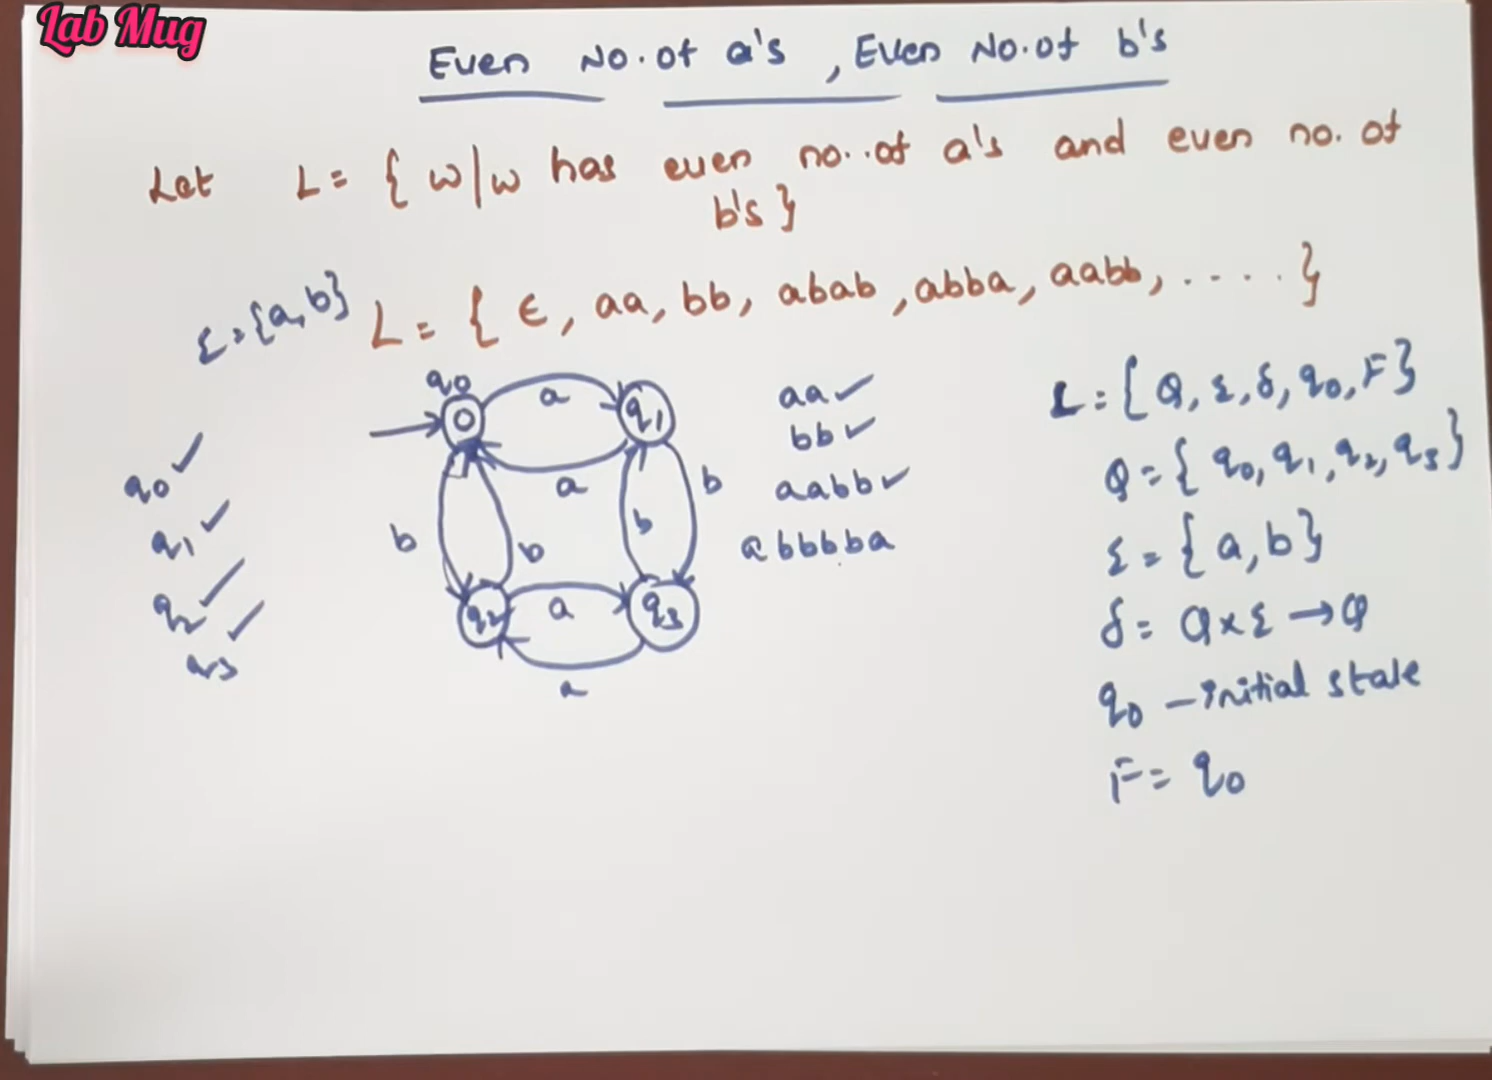 Lab Mug
Even No. of a's , Even No. of b's
Let L = { w | w has even no. of a's and even no. of
b's }
Σ = {a, b}
L = { ϵ, aa, bb, abab, abba, aabb, ..... }
q0
a
q1
a
b
b
b
b
q2
a
q3
a
q0 ✓
q1 ✓
q2 ✓
q3 ✓
aa ✓
bb ✓
aabb ✓
abbbba
L = { Q, Σ, δ, q0, F }
Q = { q0, q1, q2, q3 }
Σ = { a, b }
δ = Q × Σ → Q
q0 – initial state
F = q0